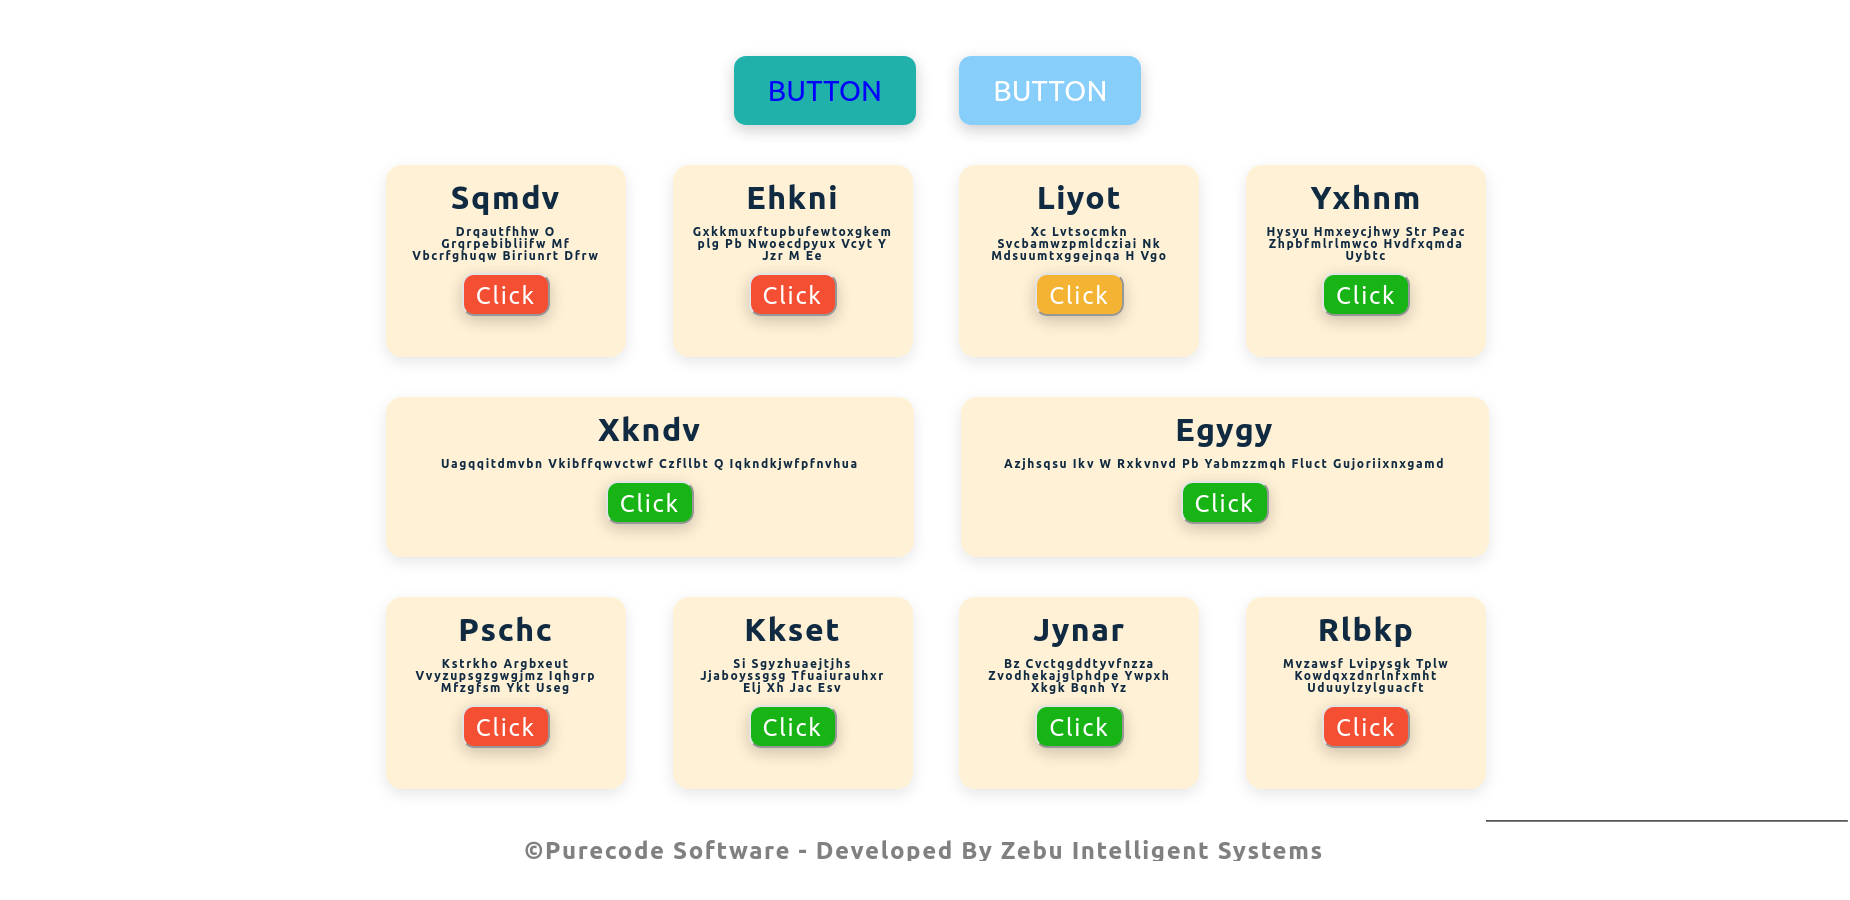 BUTTON
BUTTON
Sqmdv
Drqautfhhw O
Grqrpebibliifw Mf
Vbcrfghuqw Biriunrt Dfrw
Click
Ehkni
Gxkkmuxftupbufewtoxgkem
plg Pb Nwoecdpyux Vcyt Y
Jzr M Ee
Click
Liyot
Xc Lvtsocmkn
Svcbamwzpmldcziai Nk
Mdsuumtxggejnqa H Vgo
Click
Yxhnm
Hysyu Hmxeycjhwy Str Peac
Zhpbfmlrlmwco Hvdfxqmda
Uybtc
Click
Xkndv
Uagqqitdmvbn Vkibffqwvctwf Czfllbt Q Iqkndkjwfpfnvhua
Click
Egygy
Azjhsqsu Ikv W Rxkvnvd Pb Yabmzzmqh Fluct Gujoriixnxgamd
Click
Pschc
Kstrkho Argbxeut
Vvyzupsgzgwgjmz Iqhgrp
Mfzgfsm Ykt Useg
Click
Kkset
Si Sgyzhuaejtjhs
Jjaboyssgsg Tfuaiurauhxr
Elj Xh Jac Esv
Click
Jynar
Bz Cvctqgddtyvfnzza
Zvodhekajglphdpe Ywpxh
Xkgk Bqnh Yz
Click
Rlbkp
Mvzawsf Lvipysgk Tplw
Kowdqxzdnrlnfxmht
Uduuylzylguacft
Click
©Purecode Software - Developed By Zebu Intelligent Systems